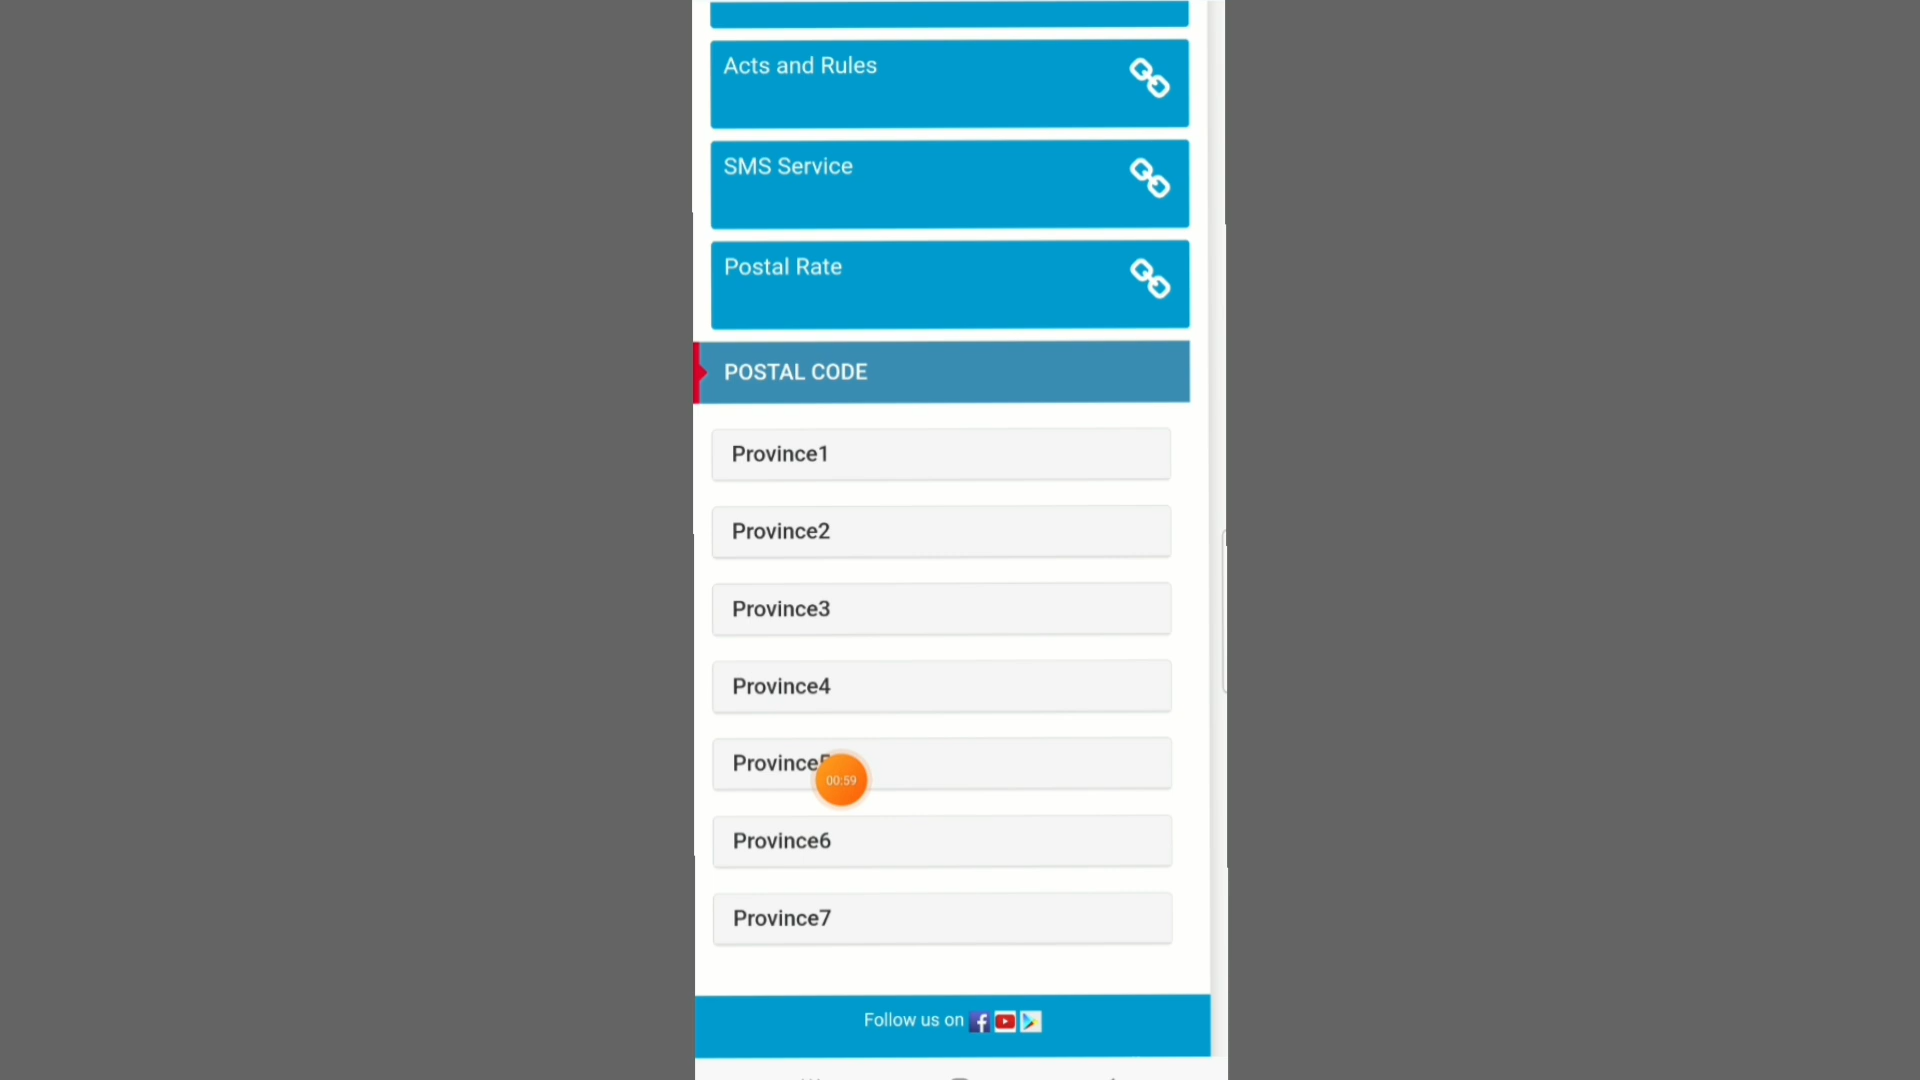 Acts and Rules
SMS Service
Postal Rate
POSTAL CODE
Province1
Province2
Province3
Province4
Province5
00:59
Province6
Province7
Follow us on